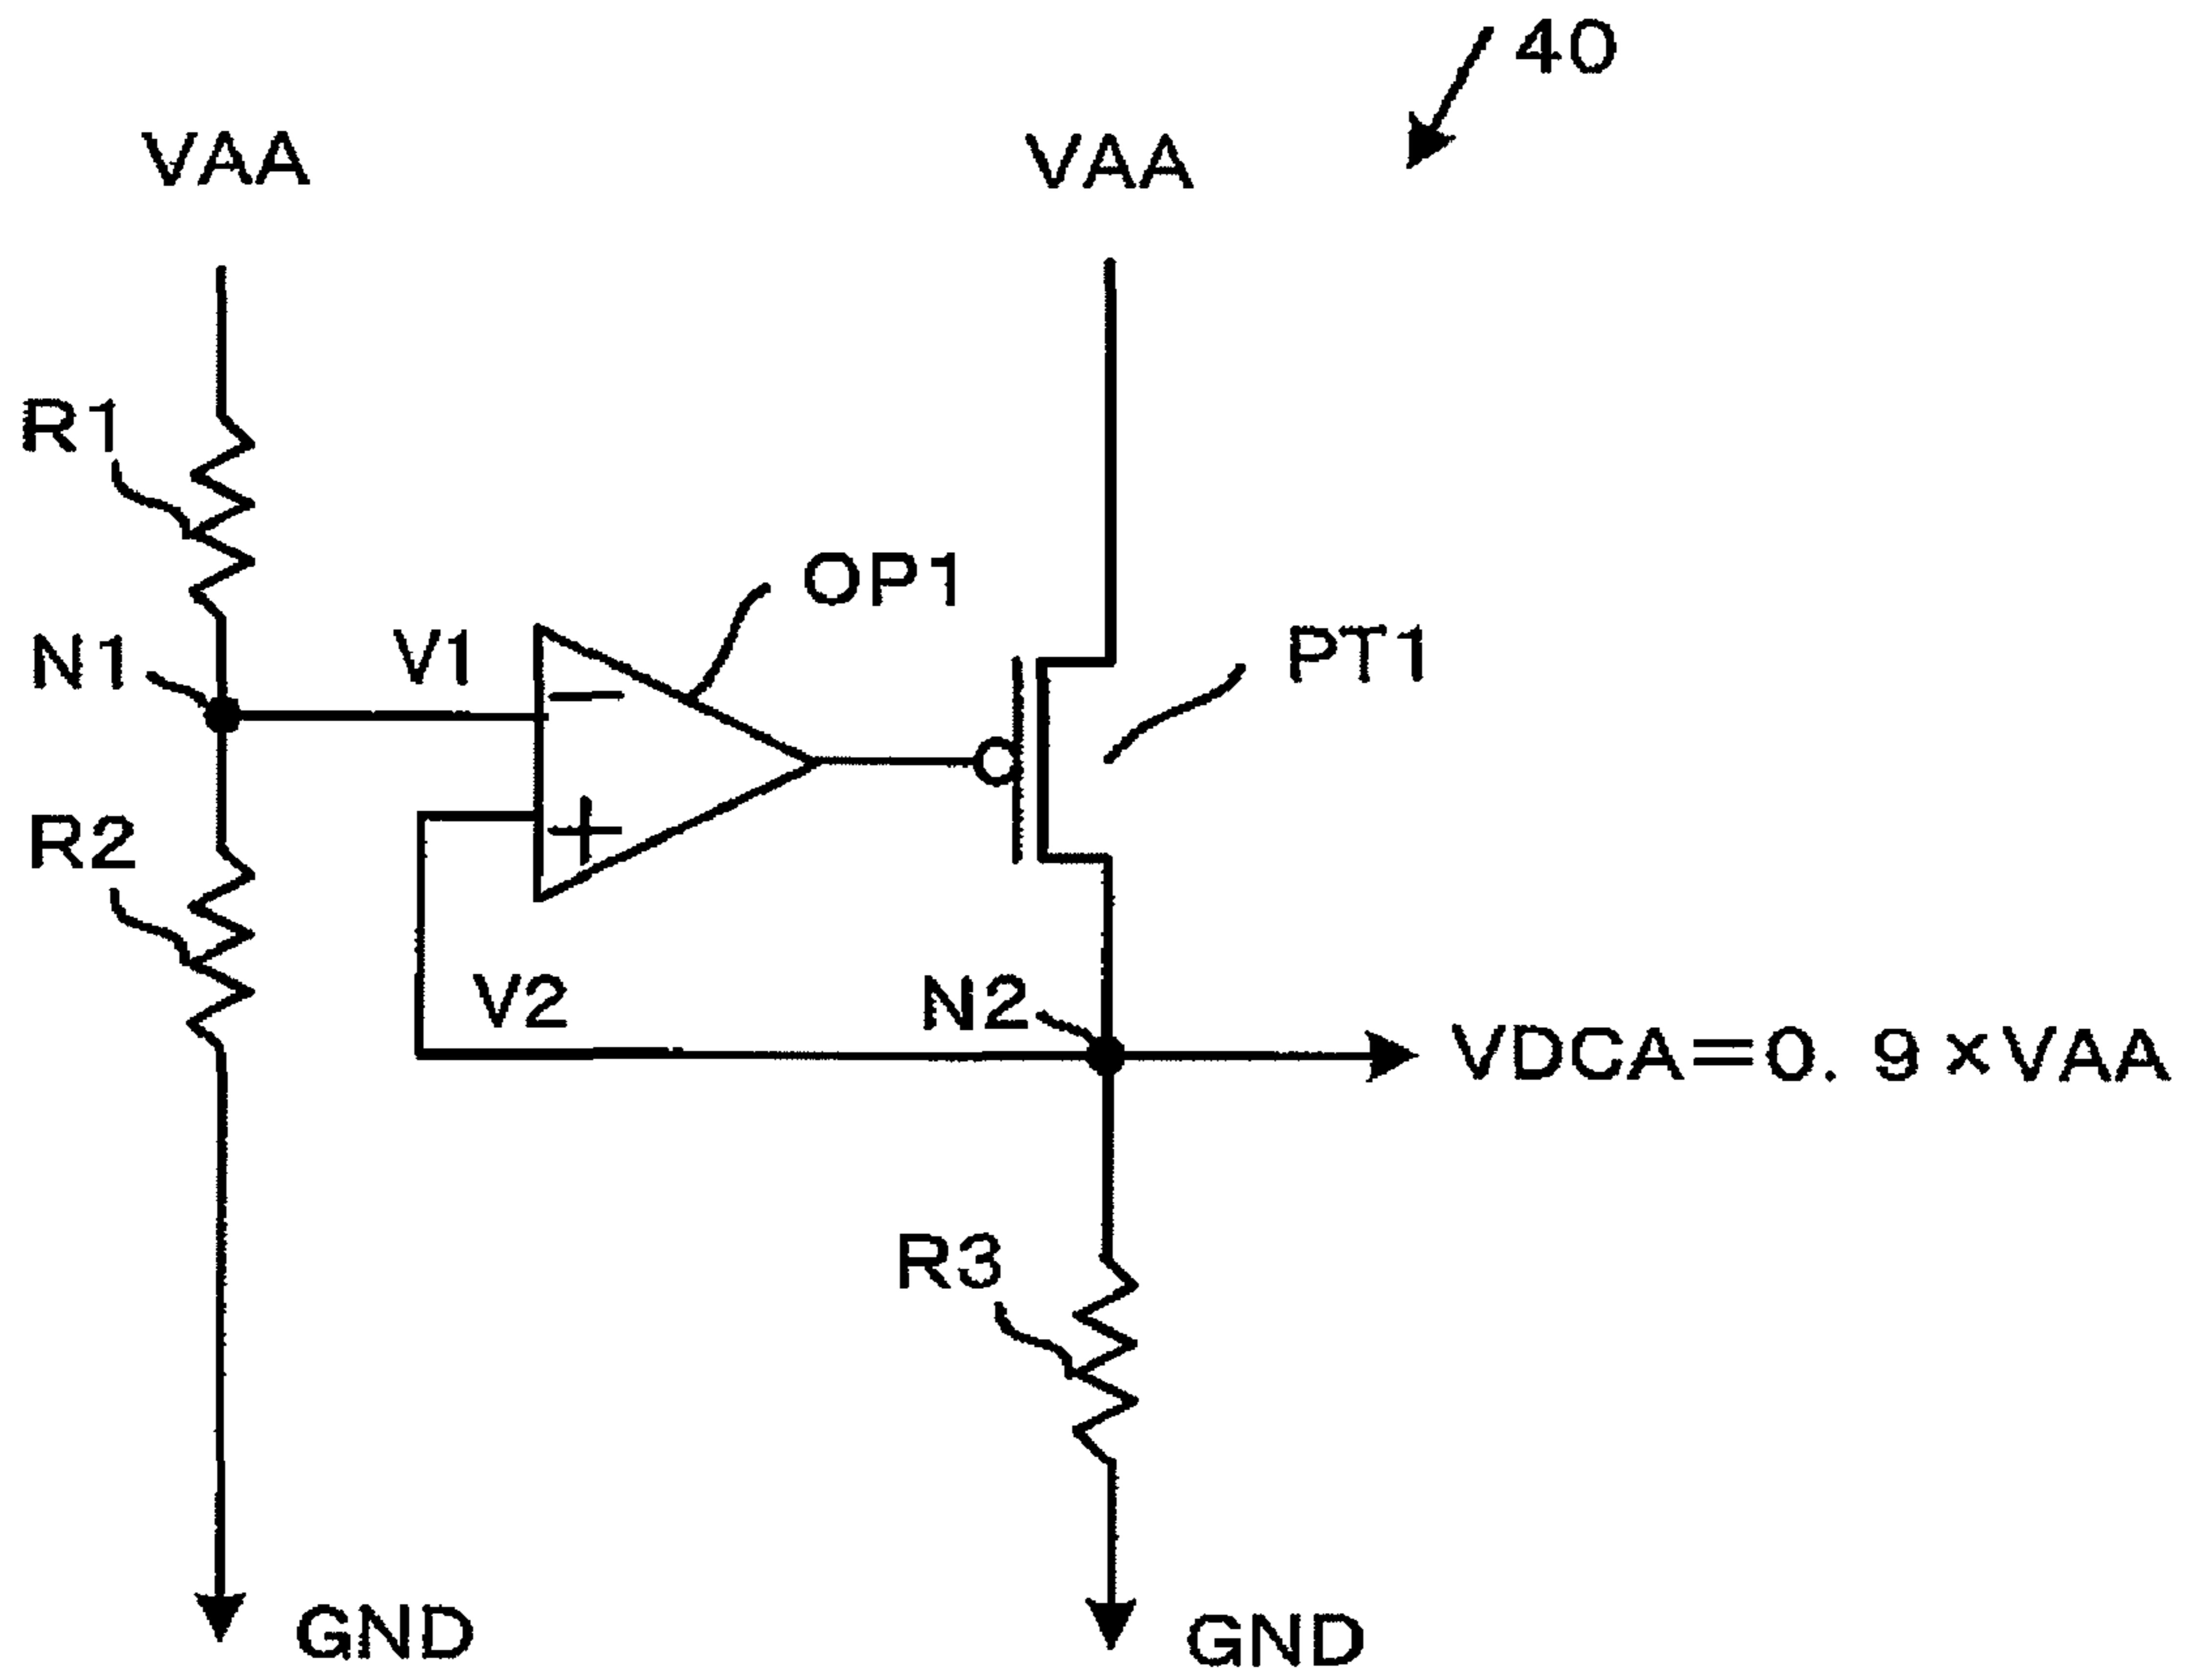 40
VAA
VAA
R1
OP1
N1
V1
−
PT1
R2
+
V2
N2
VDCA=0. 9×VAA
R3
GND
GND